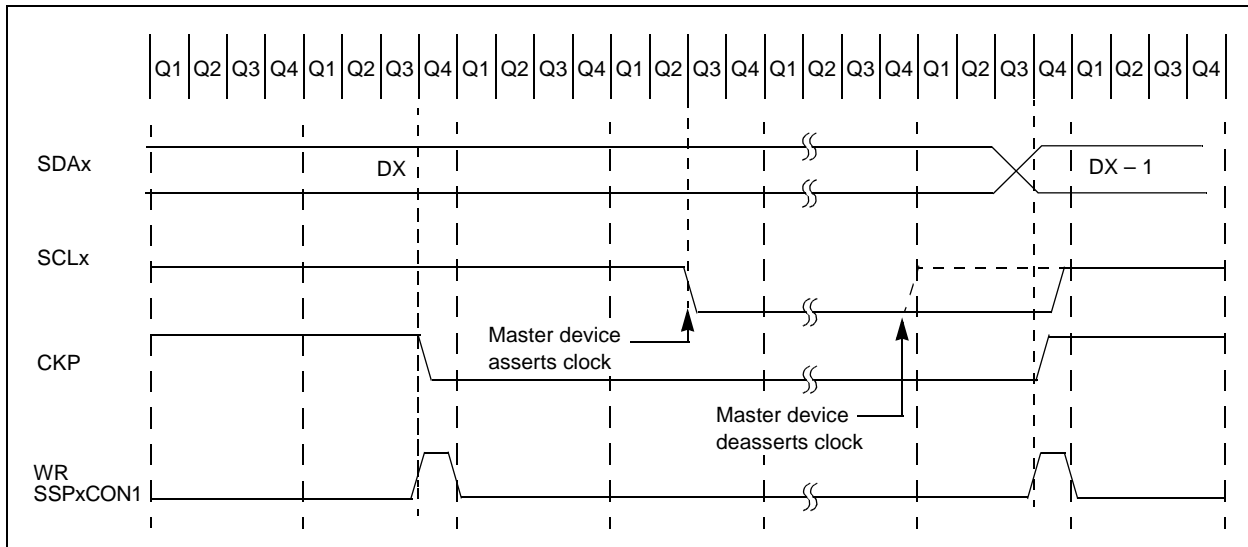 Q1 Q2 Q3 Q4 Q1 Q2 Q3 Q4 Q1 Q2 Q3 Q4 Q1 Q2 Q3 Q4 Q1 Q2 Q3 Q4 Q1 Q2 Q3 Q4 Q1 Q2 Q3 Q4
SDAx
DX
DX – 1
SCLx
Master device
asserts clock
CKP
Master device
deasserts clock
WR
SSPxCON1